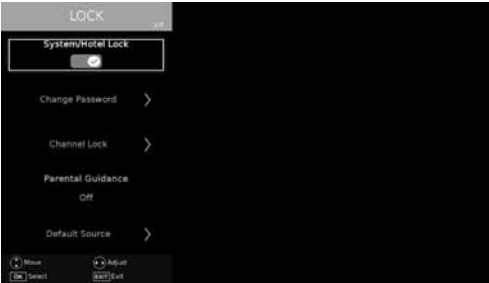 LOCK
System/Hotel Lock
Change Password
Channel Lock
Parental Guidance
Off
Default Source
Move Adjust
OK Select EXIT Exit